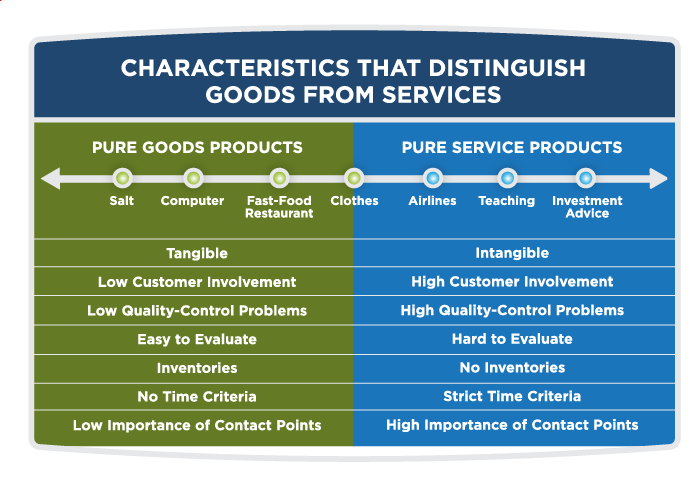 CHARACTERISTICS THAT DISTINGUISH
GOODS FROM SERVICES
PURE GOODS PRODUCTS
PURE SERVICE PRODUCTS
Salt
Computer
Fast-Food
Restaurant
Clothes
Airlines
Teaching
Investment
Advice
Tangible
Intangible
Low Customer Involvement
High Customer Involvement
Low Quality-Control Problems
High Quality-Control Problems
Easy to Evaluate
Hard to Evaluate
Inventories
No Inventories
No Time Criteria
Strict Time Criteria
Low Importance of Contact Points
High Importance of Contact Points